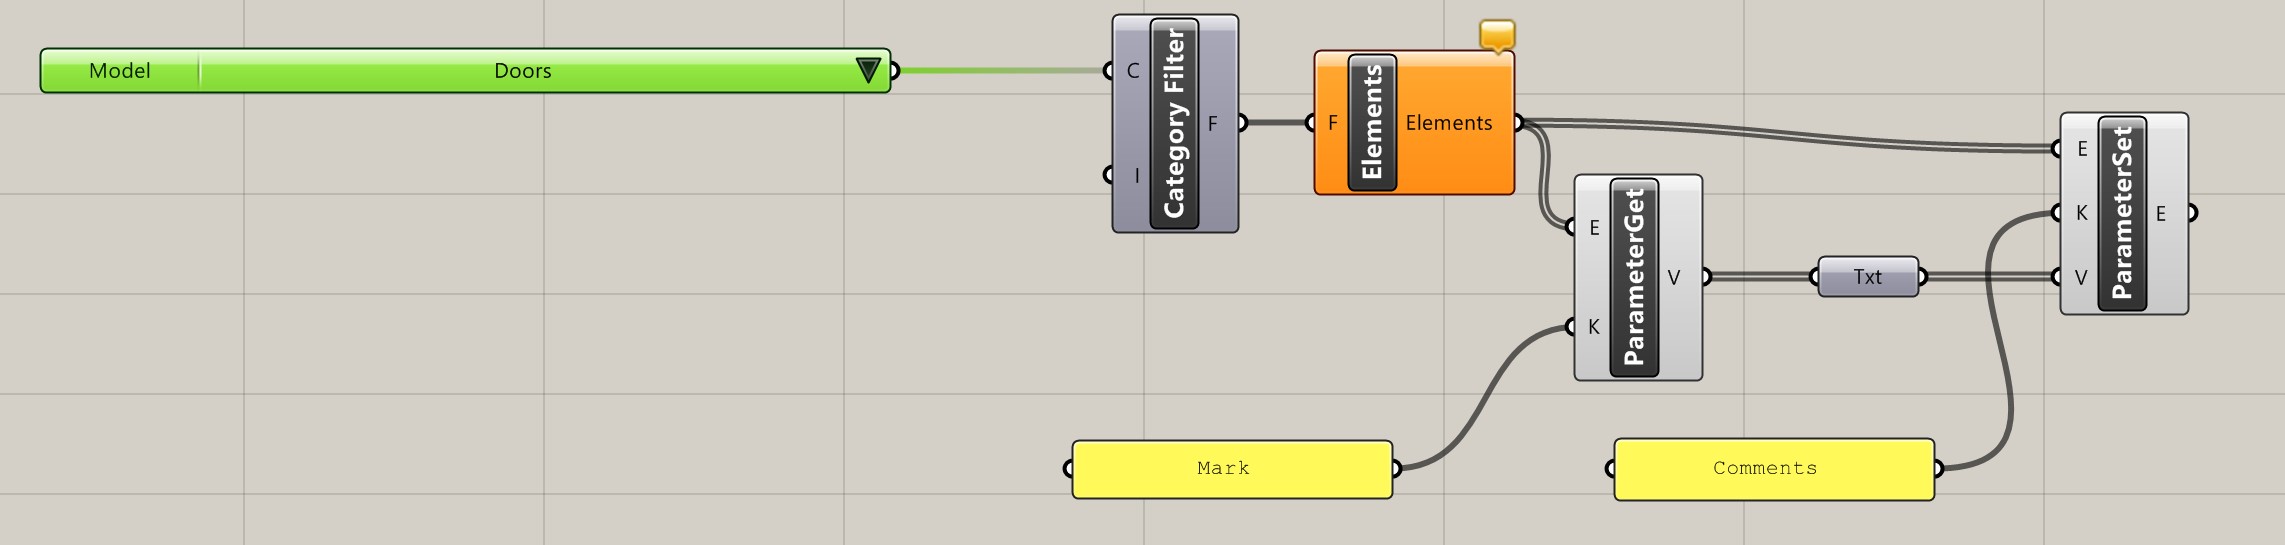 Model
Doors
C
I
Category Filter
F
F
Elements
Elements
E
K
ParameterGet
V
Txt
E
K
V
ParameterSet
E
Mark
Comments